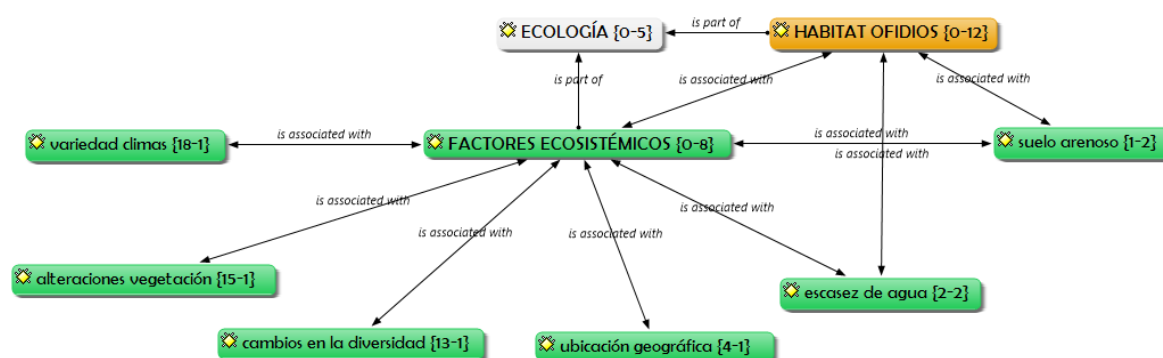 ECOLOGÍA {0-5}
is part of
HABITAT OFIDIOS {0-12}
is part of
is associated with
is associated with
variedad climas {18-1}
is associated with
FACTORES ECOSISTÉMICOS {0-8}
is associated with
is associated with
suelo arenoso {1-2}
is associated with
is associated with
is associated with
is associated with
alteraciones vegetación {15-1}
escasez de agua {2-2}
cambios en la diversidad {13-1}
ubicación geográfica {4-1}